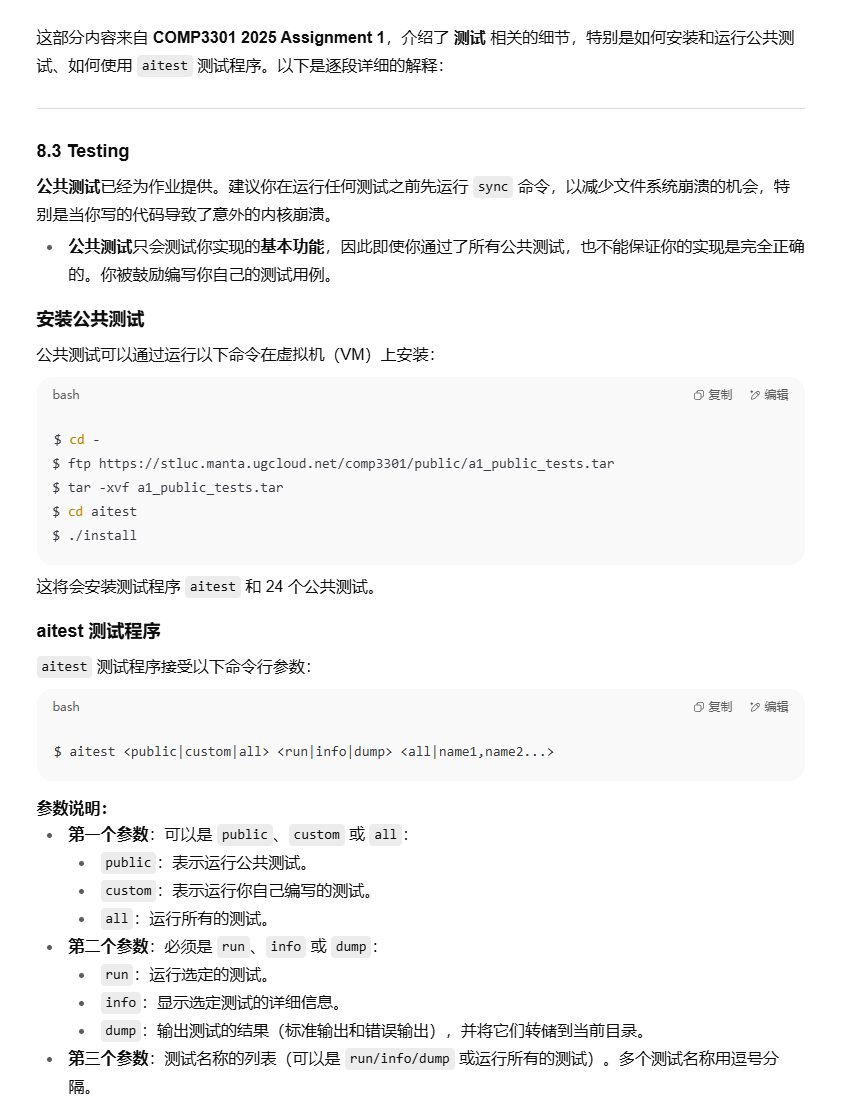 这部分内容来自 COMP3301 2025 Assignment 1，介绍了 测试 相关的细节，特别是如何安装和运行公共测
试、如何使用 aitest 测试程序。以下是逐段详细的解释：
8.3 Testing
公共测试已经为作业提供。建议你在运行任何测试之前先运行 sync 命令，以减少文件系统崩溃的机会，特
别是当你写的代码导致了意外的内核崩溃。
• 公共测试只会测试你实现的基本功能，因此即使你通过了所有公共测试，也不能保证你的实现是完全正确
的。你被鼓励编写你自己的测试用例。
安装公共测试
公共测试可以通过运行以下命令在虚拟机（VM）上安装：
bash 复制 编辑
$ cd -
$ ftp https://stluc.manta.ugcloud.net/comp3301/public/a1_public_tests.tar
$ tar -xvf a1_public_tests.tar
$ cd aitest
$ ./install
这将会安装测试程序 aitest 和 24 个公共测试。
aitest 测试程序
aitest 测试程序接受以下命令行参数：
bash 复制 编辑
$ aitest <public|custom|all> <run|info|dump> <all|name1,name2...>
参数说明：
• 第一个参数：可以是 public、custom 或 all：
• public：表示运行公共测试。
• custom：表示运行你自己编写的测试。
• all：运行所有的测试。
• 第二个参数：必须是 run、info 或 dump：
• run：运行选定的测试。
• info：显示选定测试的详细信息。
• dump：输出测试的结果（标准输出和错误输出），并将它们转储到当前目录。
• 第三个参数：测试名称的列表（可以是 run/info/dump 或运行所有的测试）。多个测试名称用逗号分
隔。